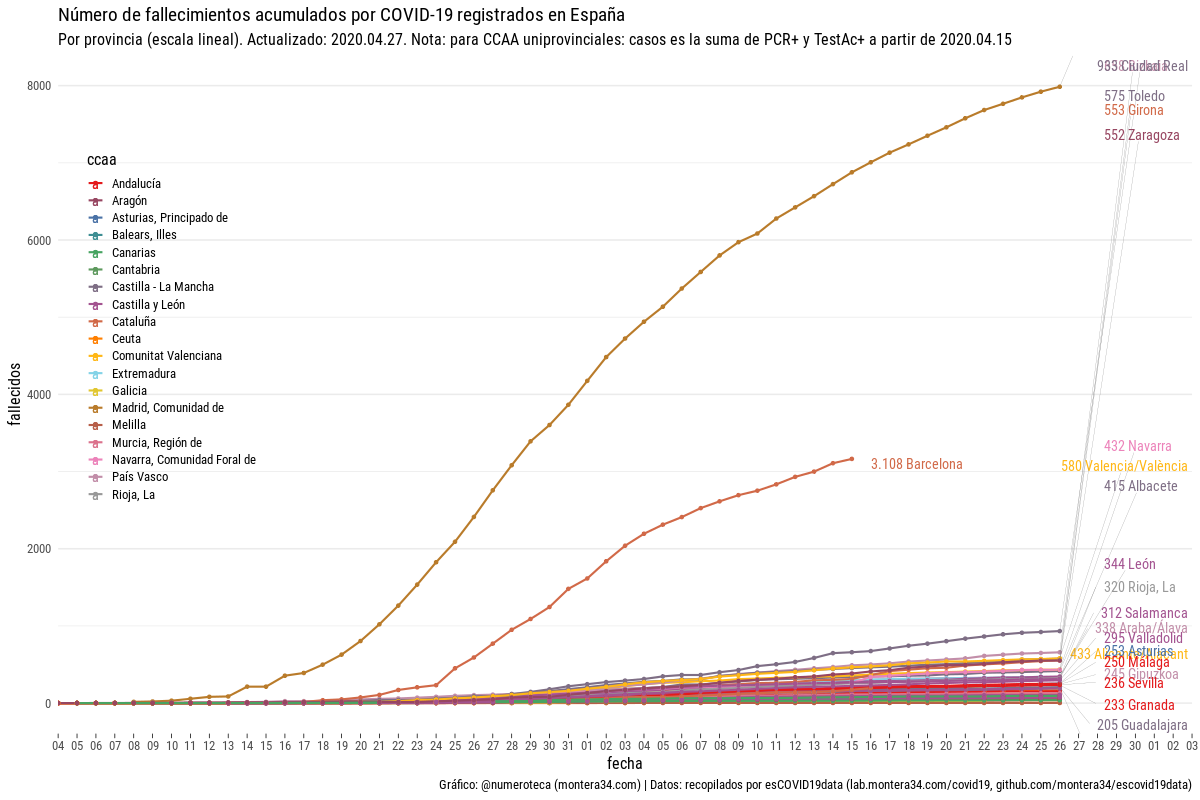 Número de fallecimientos acumulados por COVID-19 registrados en España
Por provincia (escala lineal). Actualizado: 2020.04.27. Nota: para CCAA uniprovinciales: casos es la suma de PCR+ y TestAc+ a partir de 2020.04.15
Ciudad Real
8000
575 Toledo
553 Girona
552 Zaragoza
ccaa
Andalucía
Aragón
Asturias, Principado de
Balears, Illes
Canarias
Cantabria
Castilla - La Mancha
Castilla y León
Cataluña
Ceuta
Comunitat Valenciana
Extremadura
Galicia
Madrid, Comunidad de
Melilla
Murcia, Región de
Navarra, Comunidad Foral de
País Vasco
Rioja, La
6000
4000
2000
0
fallecidos
3.108 Barcelona
432 Navarra
580 Valencia/València
415 Albacete
344 León
320 Rioja, La
312 Salamanca
338 Araba/Álava
295 Valladolid
253 Asturias
250 Málaga
245 Gipuzkoa
236 Sevilla
233 Granada
205 Guadalajara
04 05 06 07 08 09 10 11 12 13 14 15 16 17 18 19 20 21 22 23 24 25 26 27 28 29 30 31 01 02 03 04 05 06 07 08 09 10 11 12 13 14 15 16 17 18 19 20 21 22 23 24 25 26 27 28 29 30 01 02 03
fecha
Gráfico: @numeroteca (montera34.com) | Datos: recopilados por esCOVID19data (lab.montera34.com/covid19, github.com/montera34/escovid19data)